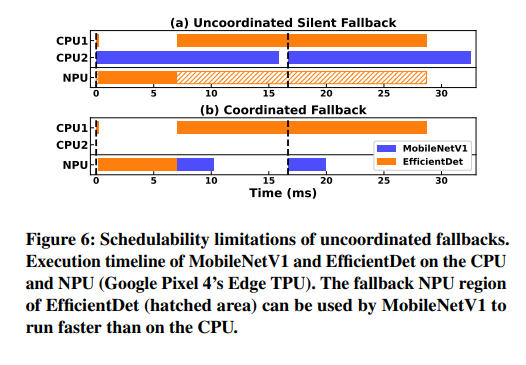 (a) Uncoordinated Silent Fallback
CPU1
CPU2
NPU
0 5 10 15 20 25 30
(b) Coordinated Fallback
CPU1
CPU2
NPU
MobileNetV1
EfficientDet
0 5 10 15 20 25 30
Time (ms)
Figure 6: Schedulability limitations of uncoordinated fallbacks.
Execution timeline of MobileNetV1 and EfficientDet on the CPU
and NPU (Google Pixel 4’s Edge TPU). The fallback NPU region
of EfficientDet (hatched area) can be used by MobileNetV1 to
run faster than on the CPU.